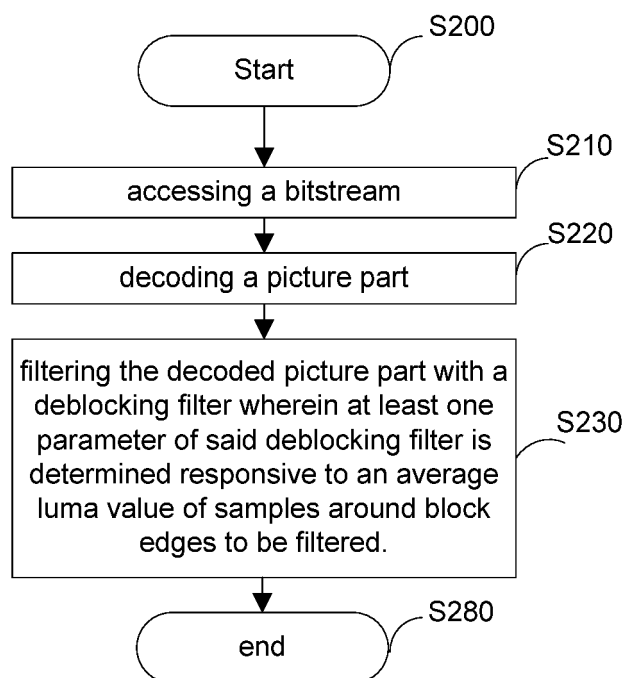 S200
Start
S210
accessing a bitstream
S220
decoding a picture part
filtering the decoded picture part with a
deblocking filter wherein at least one
parameter of said deblocking filter is
determined responsive to an average
luma value of samples around block
edges to be filtered.
S230
S280
end